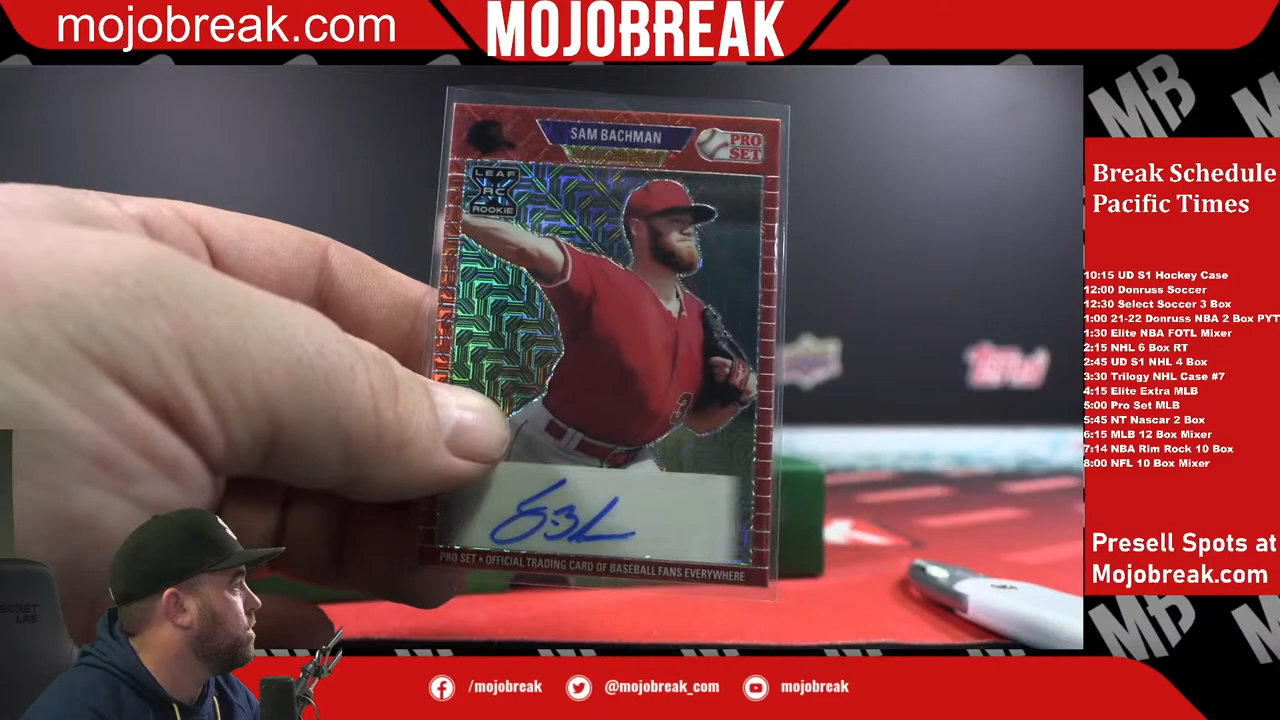 mojobreak.com
MOJOBREAK
MB
SAM BACHMAN
PRO
SET
LEAF
RC
ROOKIE
3
PRO SET • OFFICIAL TRADING CARD OF BASEBALL FANS EVERYWHERE
topps
Break Schedule
Pacific Times
10:15 UD S1 Hockey Case
12:00 Donruss Soccer
12:30 Select Soccer 3 Box
1:00 21-22 Donruss NBA 2 Box PYT
1:30 Elite NBA FOTL Mixer
2:15 NHL 6 Box RT
2:45 UD S1 NHL 4 Box
3:30 Trilogy NHL Case #7
4:15 Elite Extra MLB
5:00 Pro Set MLB
5:45 NT Nascar 2 Box
6:15 MLB 12 Box Mixer
7:14 NBA Rim Rock 10 Box
8:00 NFL 10 Box Mixer
Presell Spots at
Mojobreak.com
MB
/mojobreak @mojobreak_com mojobreak